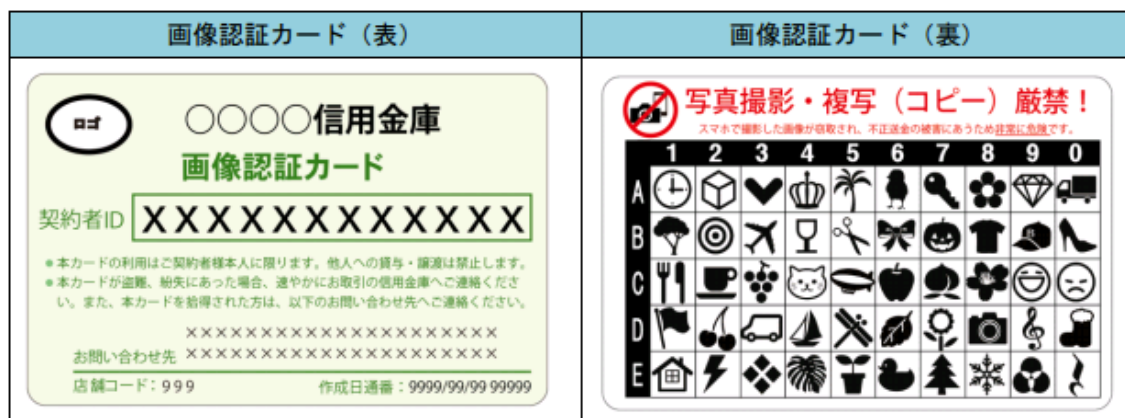 画像認証カード（表）
画像認証カード（裏）
ロゴ
○○○○信用金庫
画像認証カード
契約者ID XXXXXXXXXXXX
●本カードの利用はご契約者様本人に限ります。他人への貸与・譲渡は禁止します。
●本カードが盗難、紛失にあった場合、速やかにお取引の信用金庫へご連絡くださ
い。また、本カードを拾得された方は、以下のお問い合わせ先へご連絡ください。
×××××××××××××××××××××
お問い合わせ先 ×××××××××××××××××××××
店舗コード：999 作成日通番：9999/99/99 99999
写真撮影・複写（コピー）厳禁！
スマホで撮影した画像が窃取され、不正送金の被害にあうため非常に危険です。
1 2 3 4 5 6 7 8 9 0
A
B
C
D
E